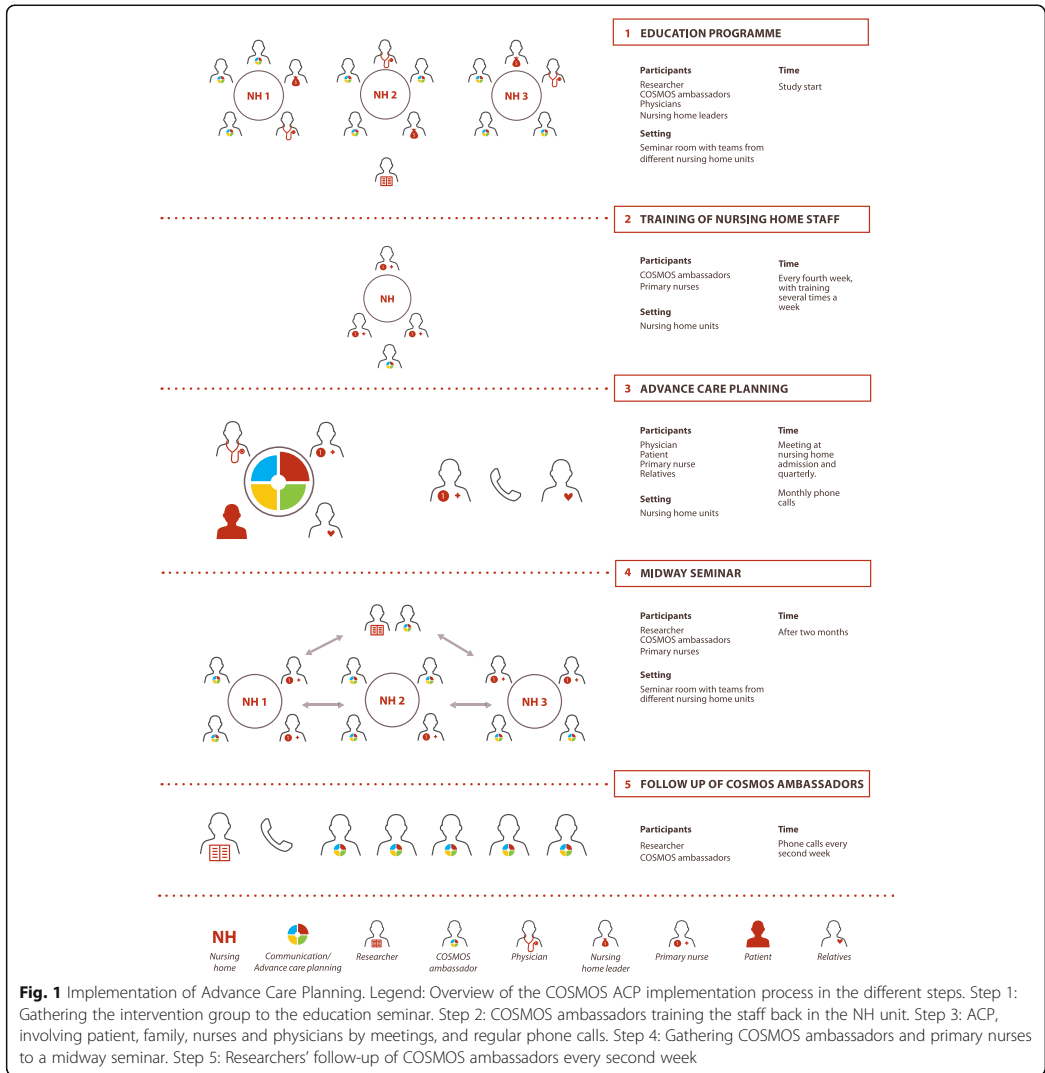 1 EDUCATION PROGRAMME
NH 1
NH 2
NH 3
Participants
Researcher
COSMOS ambassadors
Physicians
Nursing home leaders
Time
Study start
Setting
Seminar room with teams from
different nursing home units
2 TRAINING OF NURSING HOME STAFF
NH
Participants
COSMOS ambassadors
Primary nurses
Time
Every fourth week,
with training
several times a
week
Setting
Nursing home units
3 ADVANCE CARE PLANNING
Participants
Physician
Patient
Primary nurse
Relatives
Time
Meeting at
nursing home
admission and
quarterly.
Monthly phone
calls
Setting
Nursing home units
4 MIDWAY SEMINAR
NH 1
NH 2
NH 3
Participants
Researcher
COSMOS ambassadors
Primary nurses
Time
After two months
Setting
Seminar room with teams from
different nursing home units
5 FOLLOW UP OF COSMOS AMBASSADORS
Participants
Researcher
COSMOS ambassadors
Time
Phone calls every
second week
NH
Nursing
home
Communication/
Advance care planning
Researcher
COSMOS
ambassador
Physician
Nursing
home leader
Primary nurse
Patient
Relatives
Fig. 1 Implementation of Advance Care Planning. Legend: Overview of the COSMOS ACP implementation process in the different steps. Step 1:
Gathering the intervention group to the education seminar. Step 2: COSMOS ambassadors training the staff back in the NH unit. Step 3: ACP,
involving patient, family, nurses and physicians by meetings, and regular phone calls. Step 4: Gathering COSMOS ambassadors and primary nurses
to a midway seminar. Step 5: Researchers' follow-up of COSMOS ambassadors every second week